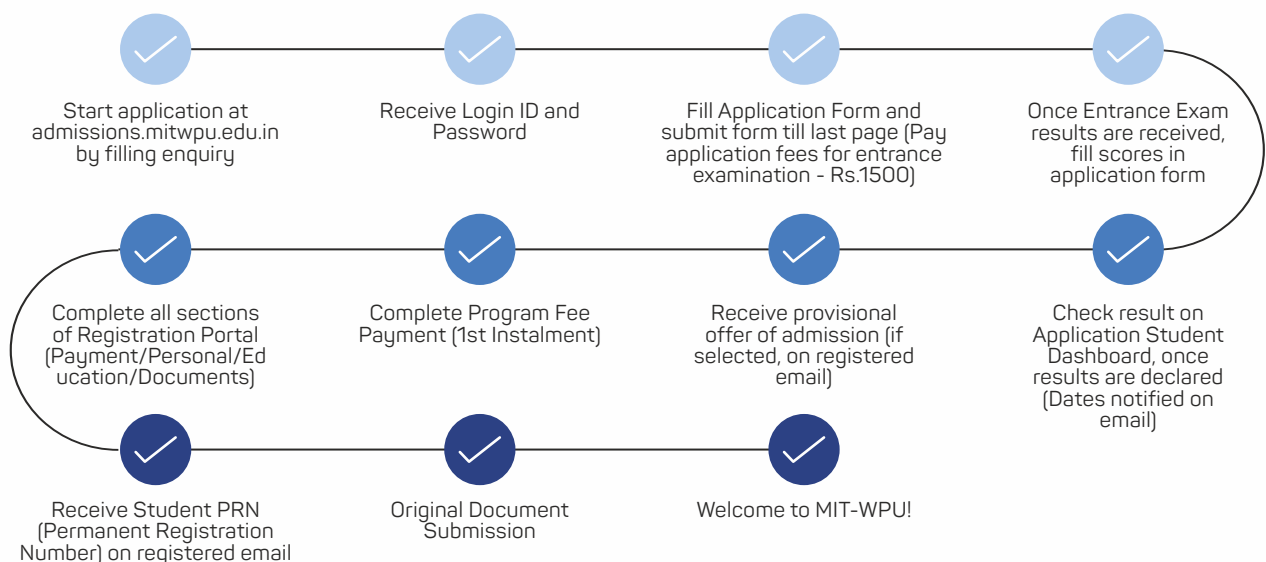 Start application at
admissions.mitwpu.edu.in
by filling enquiry
Receive Login ID and
Password
Fill Application Form and
submit form till last page (Pay
application fees for entrance
examination - Rs.1500)
Once Entrance Exam
results are received,
fill scores in
application form
Check result on
Application Student
Dashboard, once
results are declared
(Dates notified on
email)
Receive provisional
offer of admission (if
selected, on registered
email)
Complete Program Fee
Payment (1st Instalment)
Complete all sections
of Registration Portal
(Payment/Personal/Ed
ucation/Documents)
Receive Student PRN
(Permanent Registration
Number) on registered email
Original Document
Submission
Welcome to MIT-WPU!